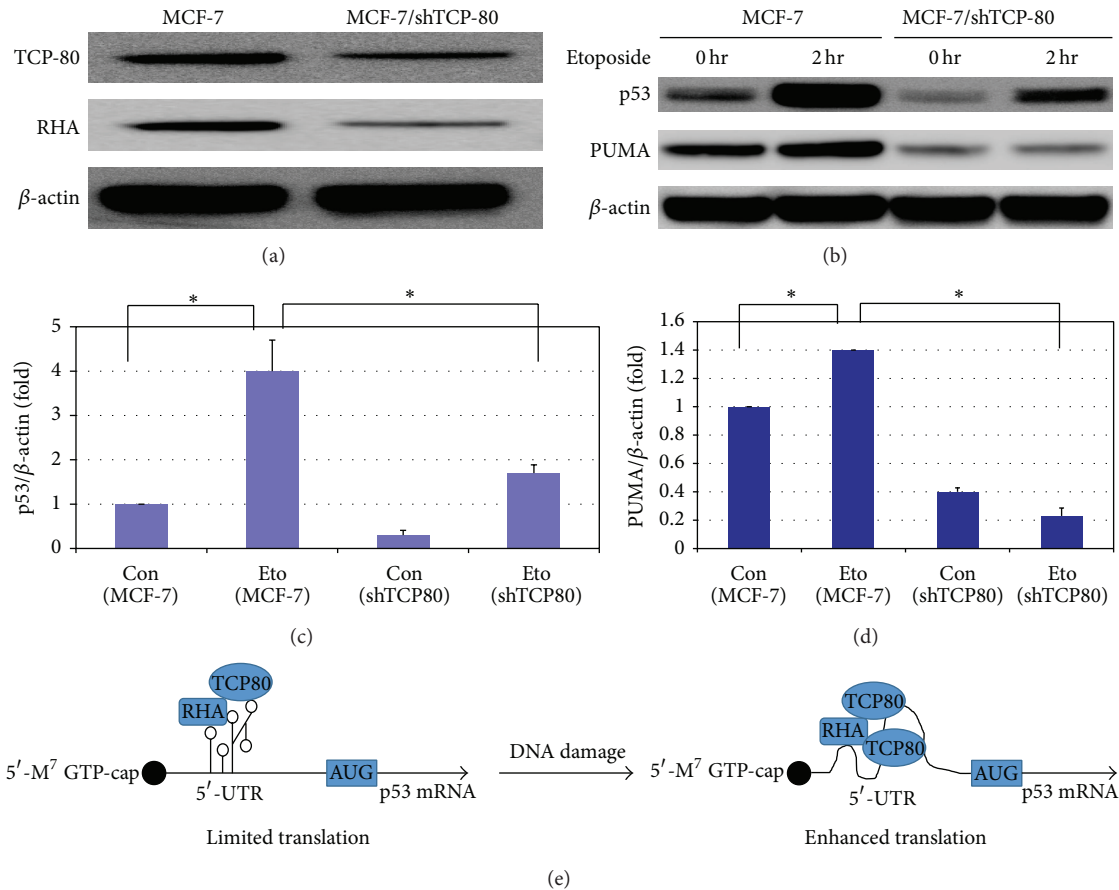 MCF-7 MCF-7/shTCP-80
TCP-80
RHA
β-actin
(a)
MCF-7 MCF-7/shTCP-80
Etoposide 0 hr 2 hr 0 hr 2 hr
p53
PUMA
β-actin
(b)
* *
p53/β-actin (fold)
5
4
3
2
1
0
Con (MCF-7)
Eto (MCF-7)
Con (shTCP80)
Eto (shTCP80)
(c)
* *
PUMA/β-actin (fold)
1.4
1.2
1
0.8
0.6
0.4
0.2
0
Con (MCF-7)
Eto (MCF-7)
Con (shTCP80)
Eto (shTCP80)
(d)
TCP80
RHA
5′-M⁷ GTP-cap
AUG
5′-UTR
p53 mRNA
Limited translation
DNA damage
TCP80
RHA
TCP80
5′-M⁷ GTP-cap
AUG
5′-UTR
p53 mRNA
Enhanced translation
(e)